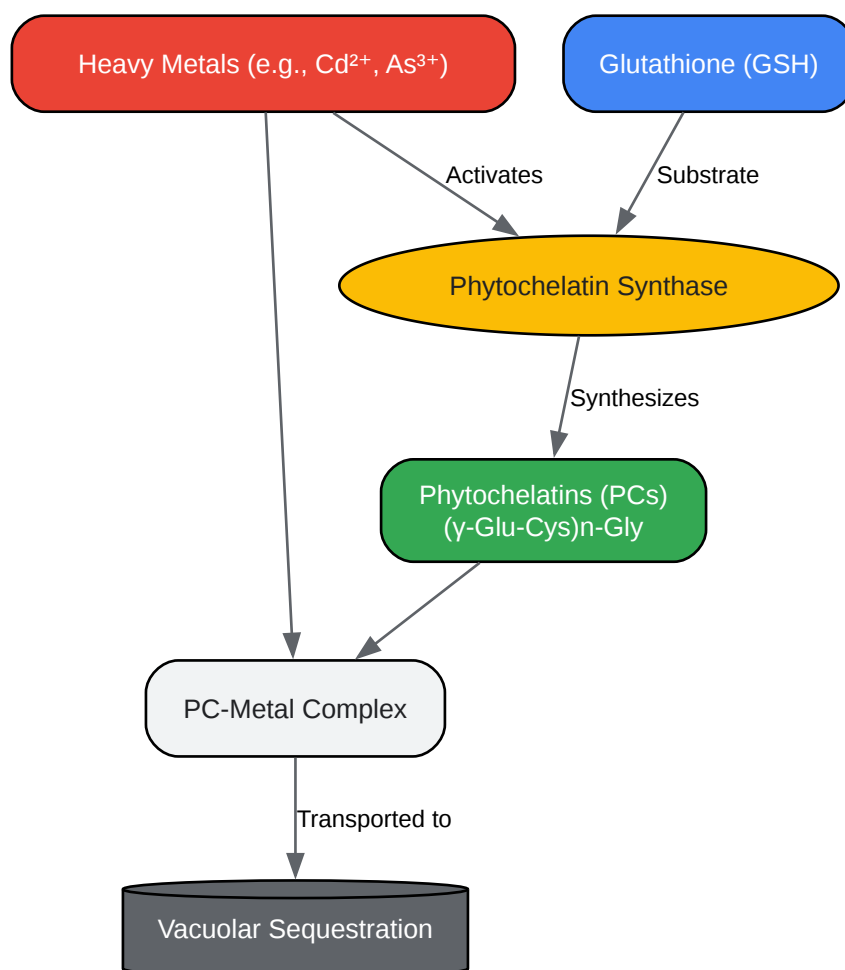 Heavy Metals (e.g., Cd²⁺, As³⁺)
Glutathione (GSH)
Activates
Substrate
Phytochelatin Synthase
Synthesizes
Phytochelatins (PCs)
(γ-Glu-Cys)n-Gly
PC-Metal Complex
Transported to
Vacuolar Sequestration